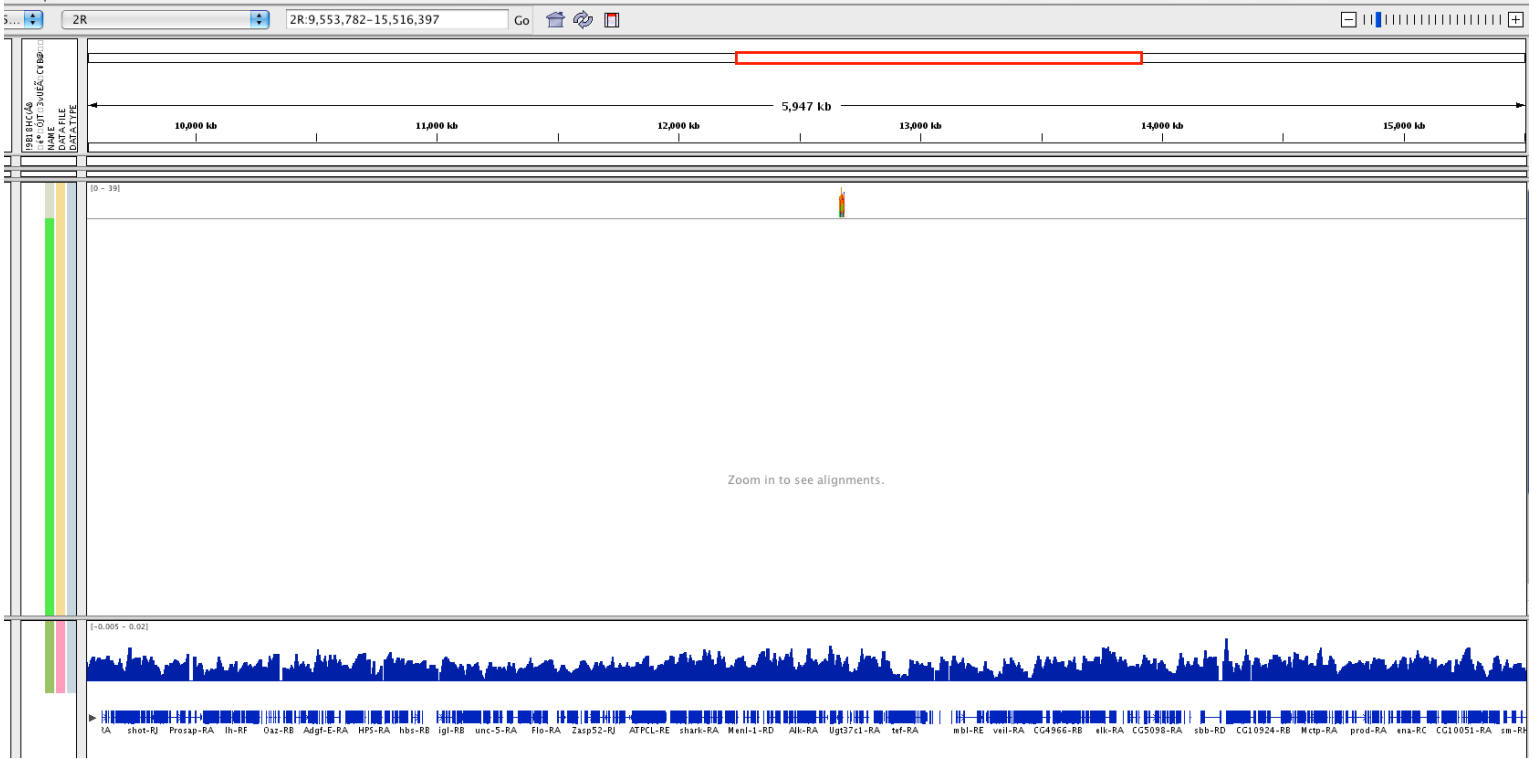 2R
2R:9,553,782-15,516,397
Go
NAME
DATA FILE
DATA TYPE
5,947 kb
10,000 kb 11,000 kb 12,000 kb 13,000 kb 14,000 kb 15,000 kb
[0 - 39]
Zoom in to see alignments.
[-0.005 - 0.02]
shot-RJ Prosap-RA lh-RF Oaz-RB Adgf-E-RA HPS-RA hbs-RB igl-RB unc-5-RA Flo-RA Zasp52-RJ ATPCL-RE shark-RA Menl-1-RD Alk-RA Ugt37c1-RA tef-RA mbl-RE veil-RA CG4966-RB elk-RA CG5098-RA sbb-RD CG10924-RB Mctp-RA prod-RA ena-RC CG10051-RA